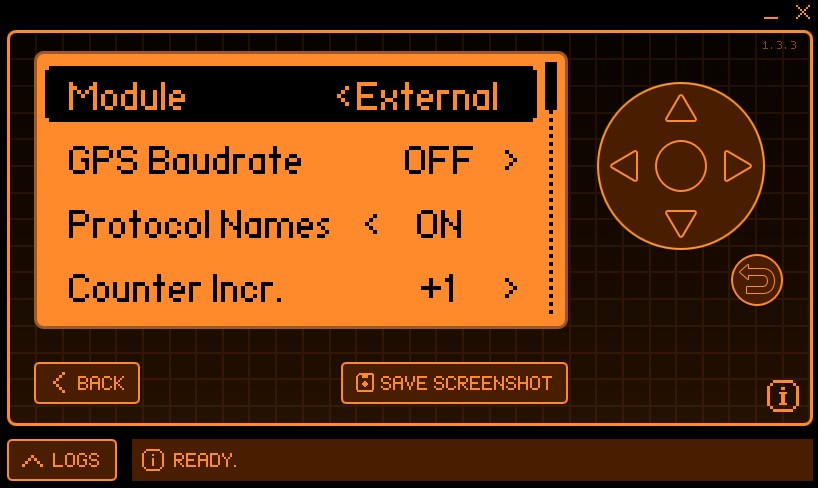 1.3.3
Module <External
GPS Baudrate OFF >
Protocol Names < ON
Counter Incr. +1 >
BACK
SAVE SCREENSHOT
LOGS
READY.